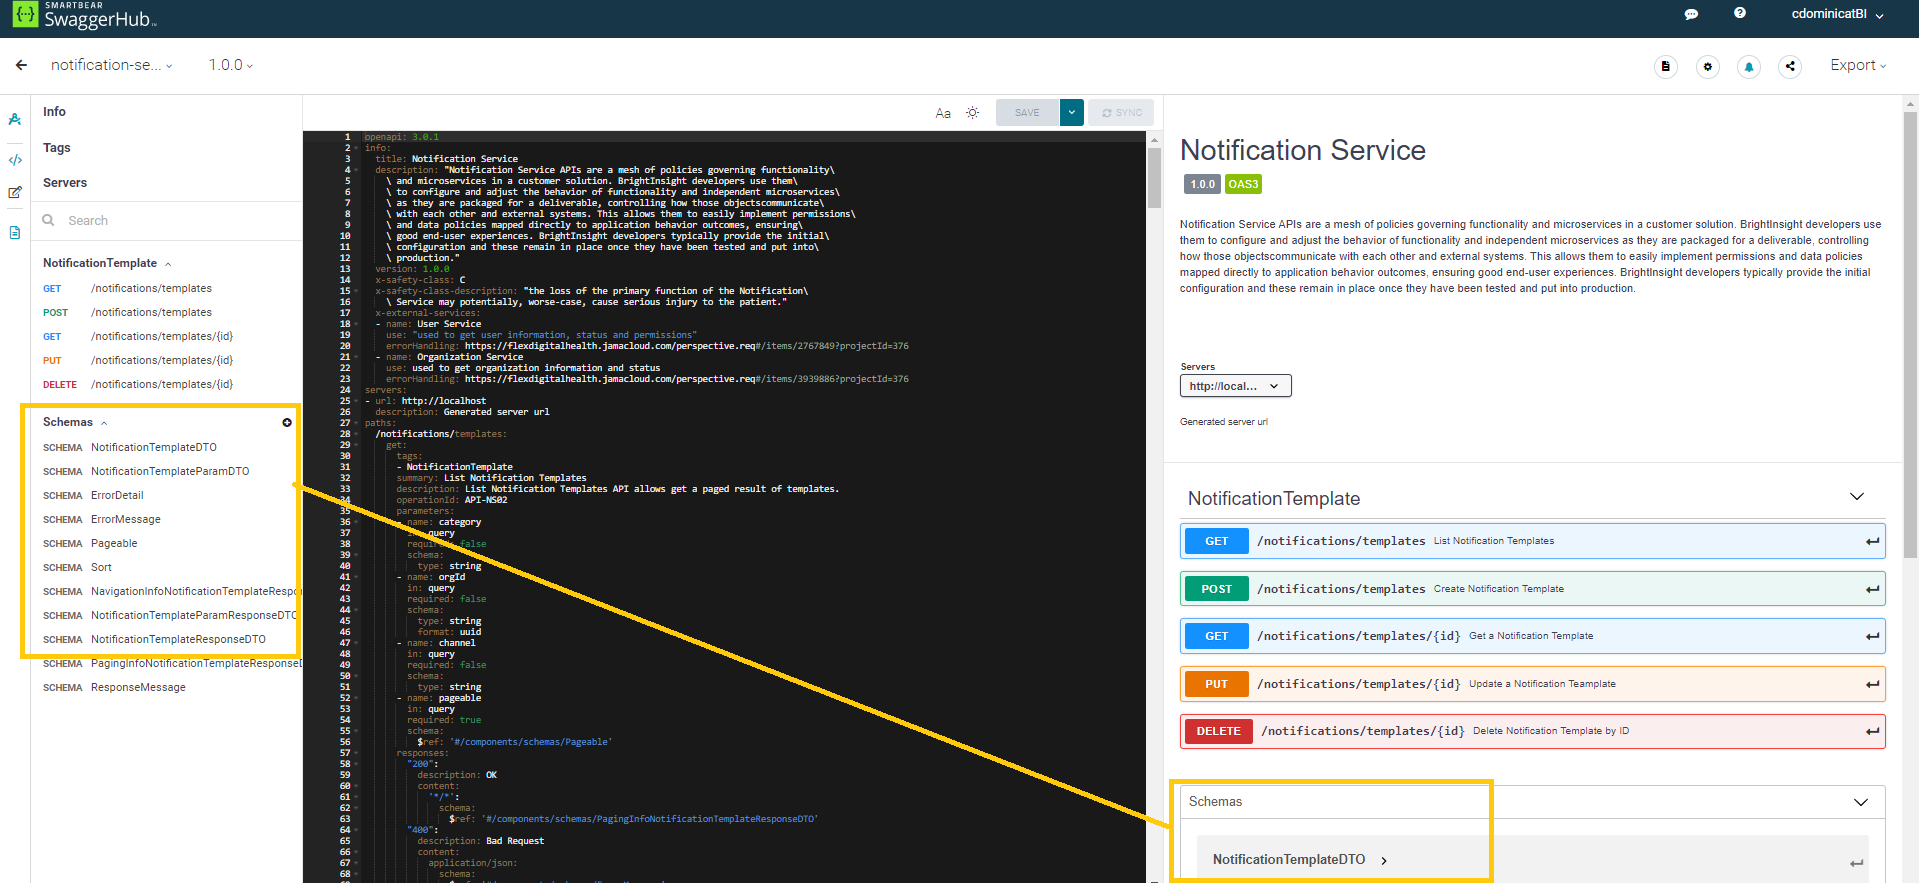 SMARTBEAR
SwaggerHub™
cdominicatBI
notification-se...
1.0.0
Export
Info
Tags
Servers
Search
NotificationTemplate
GET /notifications/templates
POST /notifications/templates
GET /notifications/templates/{id}
PUT /notifications/templates/{id}
DELETE /notifications/templates/{id}
Schemas
SCHEMA NotificationTemplateDTO
SCHEMA NotificationTemplateParamDTO
SCHEMA ErrorDetail
SCHEMA ErrorMessage
SCHEMA Pageable
SCHEMA Sort
SCHEMA NavigationInfoNotificationTemplateRespo
SCHEMA NotificationTemplateParamResponseDTO
SCHEMA NotificationTemplateResponseDTO
SCHEMA PagingInfoNotificationTemplateResponseD
SCHEMA ResponseMessage
Aa
SAVE
SYNC
1 openapi: 3.0.1
2 info:
3 title: Notification Service
4 description: "Notification Service APIs are a mesh of policies governing functionality\
5 \ and microservices in a customer solution. BrightInsight developers use them\
6 \ to configure and adjust the behavior of functionality and independent microservices\
7 \ as they are packaged for a deliverable, controlling how those objectscommunicate\
8 \ with each other and external systems. This allows them to easily implement permissions\
9 \ and data policies mapped directly to application behavior outcomes, ensuring\
10 \ good end-user experiences. BrightInsight developers typically provide the initial\
11 \ configuration and these remain in place once they have been tested and put into\
12 \ production."
13 version: 1.0.0
14 x-safety-class: C
15 x-safety-class-description: "the loss of the primary function of the Notification\
16 \ Service may potentially, worse-case, cause serious injury to the patient."
17 x-external-services:
18 - name: User Service
19 use: "used to get user information, status and permissions"
20 errorHandling: https://flexdigitalhealth.jamacloud.com/perspective.req#/items/2767849?projectId=376
21 - name: Organization Service
22 use: used to get organization information and status
23 errorHandling: https://flexdigitalhealth.jamacloud.com/perspective.req#/items/3939886?projectId=376
24 servers:
25 - url: http://localhost
26 description: Generated server url
27 paths:
28 /notifications/templates:
29 get:
30 tags:
31 - NotificationTemplate
32 summary: List Notification Templates
33 description: List Notification Templates API allows get a paged result of templates.
34 operationId: API-NS02
35 parameters:
36 - name: category
37 in: query
38 required: false
39 schema:
40 type: string
41 - name: orgId
42 in: query
43 required: false
44 schema:
45 type: string
46 format: uuid
47 - name: channel
48 in: query
49 required: false
50 schema:
51 type: string
52 - name: pageable
53 in: query
54 required: true
55 schema:
56 $ref: '#/components/schemas/Pageable'
57 responses:
58 "200":
59 description: OK
60 content:
61 '*/*':
62 schema:
63 $ref: '#/components/schemas/PagingInfoNotificationTemplateResponseDTO'
64 "400":
65 description: Bad Request
66 content:
67 application/json:
68 schema:
Notification Service
1.0.0 OAS3
Notification Service APIs are a mesh of policies governing functionality and microservices in a customer solution. BrightInsight developers use
them to configure and adjust the behavior of functionality and independent microservices as they are packaged for a deliverable, controlling
how those objectscommunicate with each other and external systems. This allows them to easily implement permissions and data policies
mapped directly to application behavior outcomes, ensuring good end-user experiences. BrightInsight developers typically provide the initial
configuration and these remain in place once they have been tested and put into production.
Servers
http://local...
Generated server url
NotificationTemplate
GET /notifications/templates List Notification Templates
POST /notifications/templates Create Notification Template
GET /notifications/templates/{id} Get a Notification Template
PUT /notifications/templates/{id} Update a Notification Teamplate
DELETE /notifications/templates/{id} Delete Notification Template by ID
Schemas
NotificationTemplateDTO